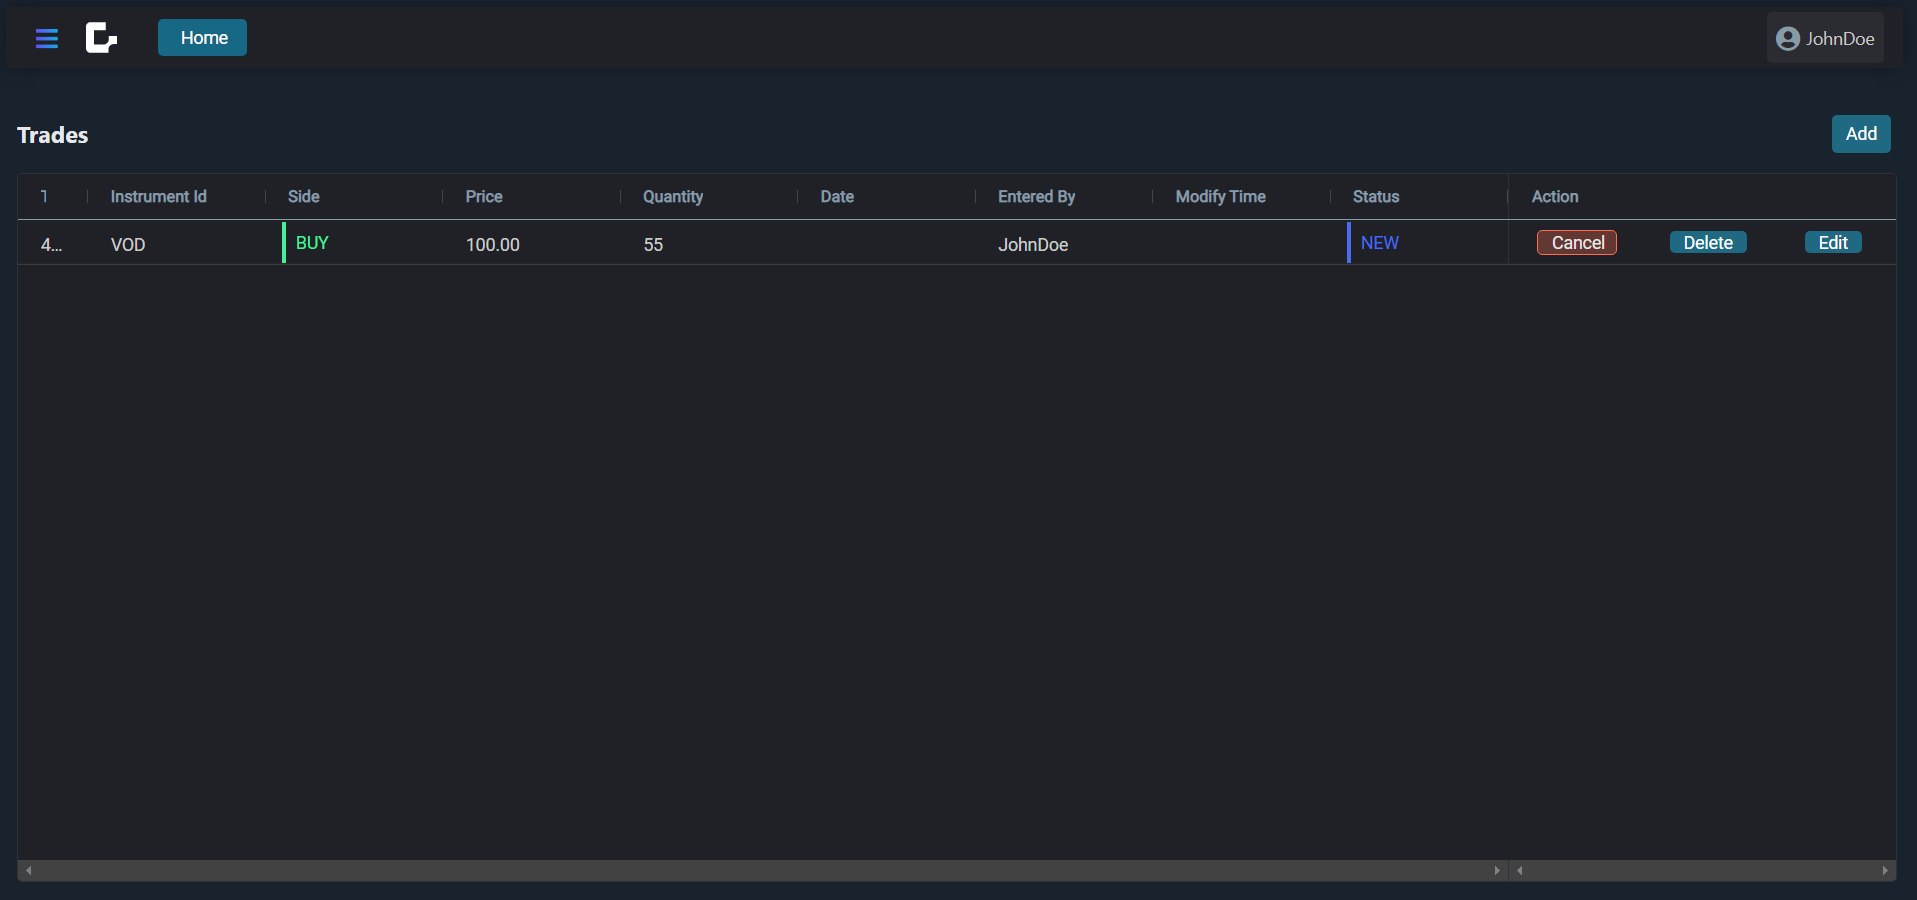 Home
JohnDoe
Trades
Add
T Instrument Id Side Price Quantity Date Entered By Modify Time Status Action
4... VOD BUY 100.00 55 JohnDoe NEW Cancel Delete Edit